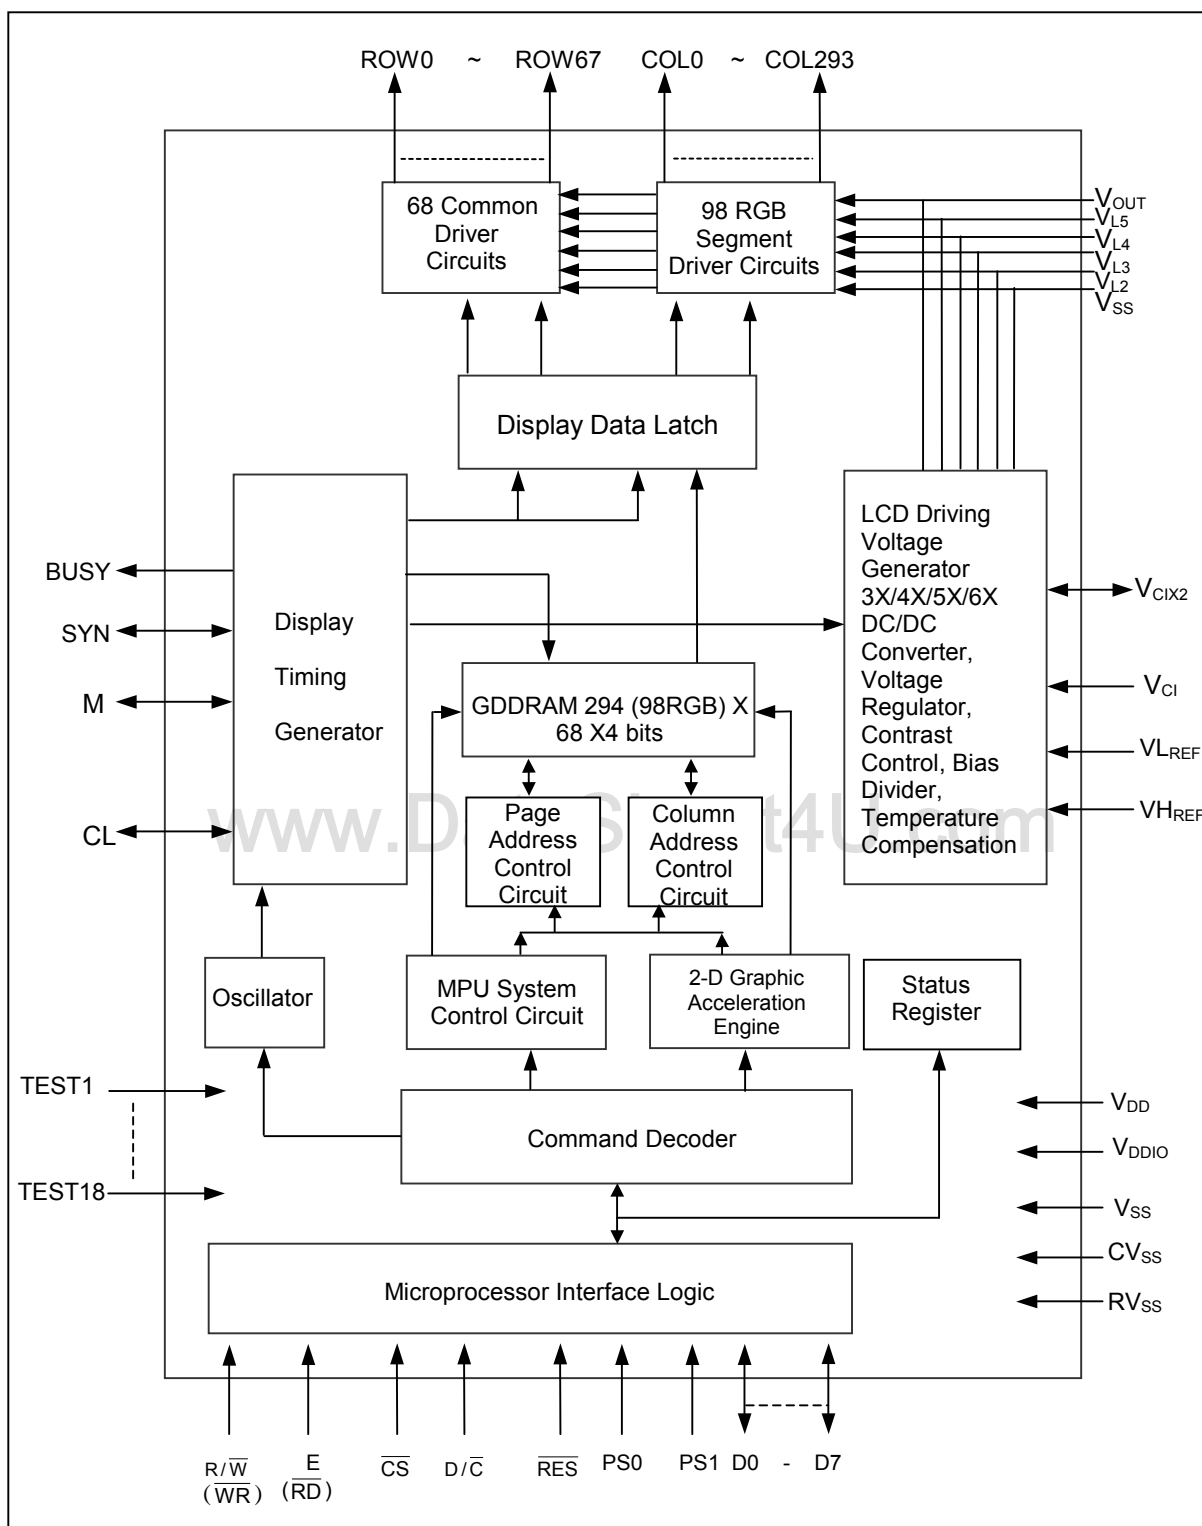 ROW0 ~ ROW67 COL0 ~ COL293
68 Common
Driver
Circuits
98 RGB
Segment
Driver Circuits
VOUT
VL5
VL4
VL3
VL2
VSS
Display Data Latch
BUSY
SYN
M
CL
Display
Timing
Generator
LCD Driving
Voltage
Generator
3X/4X/5X/6X
DC/DC
Converter,
Voltage
Regulator,
Contrast
Control, Bias
Divider,
Temperature
Compensation
VCIX2
VCI
VLREF
VHREF
GDDRAM 294 (98RGB) X
68 X4 bits
www.DataSheet4U.com
Page
Address
Control
Circuit
Column
Address
Control
Circuit
Oscillator
MPU System
Control Circuit
2-D Graphic
Acceleration
Engine
Status
Register
TEST1
TEST18
Command Decoder
VDD
VDDIO
VSS
CVSS
RVSS
Microprocessor Interface Logic
R/W̅
(W̅R̅)
E
(R̅D̅)
C̅S̅
D/C̅
R̅E̅S̅
PS0
PS1
D0 - D7